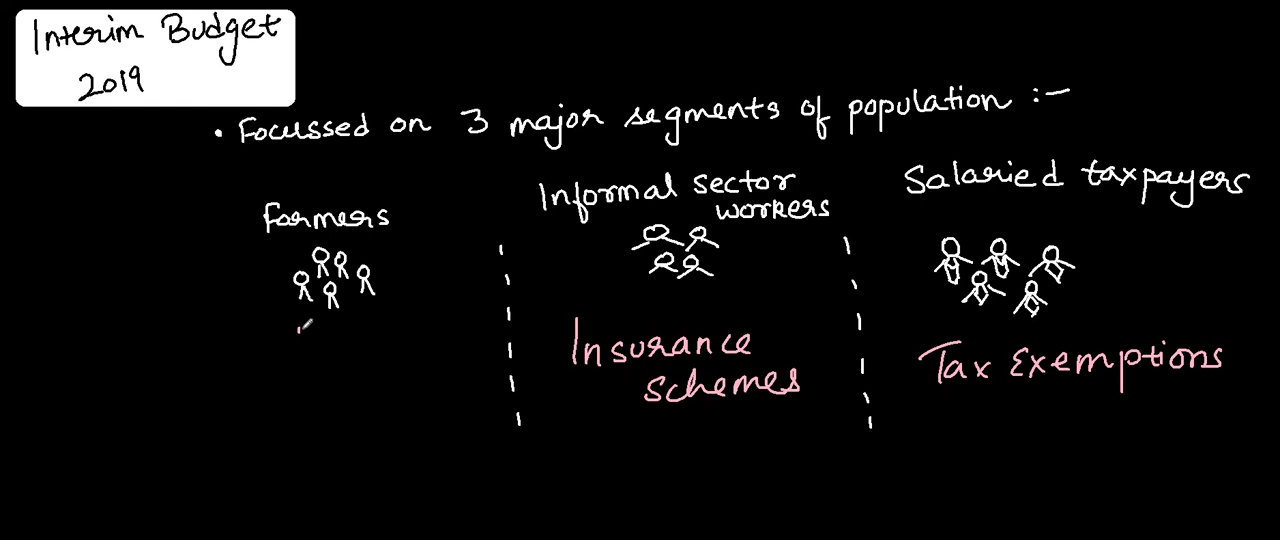 Interim Budget
2019
• Focussed on 3 major segments of population :-
Farmers
Informal sector
workers
Salaried taxpayers
Insurance
schemes
Tax Exemptions